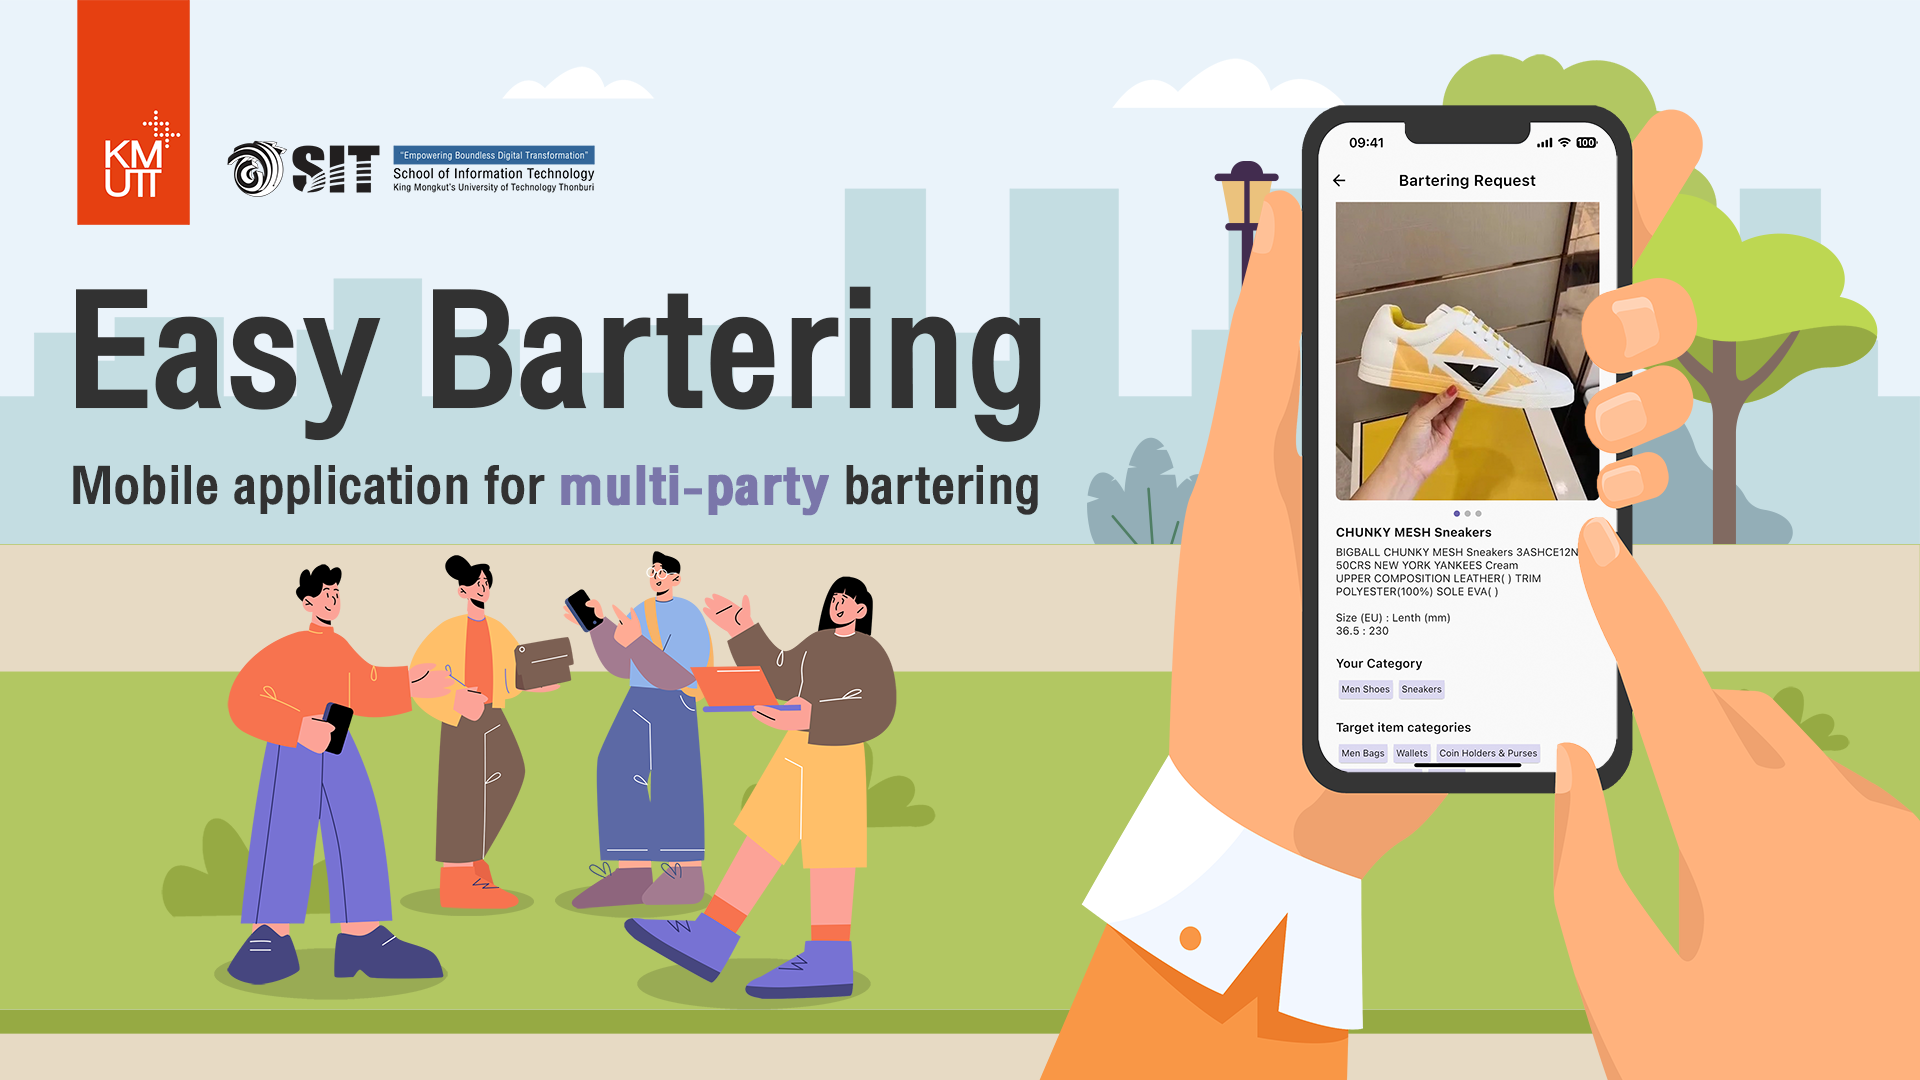 KM
UTT
SIT
"Empowering Boundless Digital Transformation"
School of Information Technology
King Mongkut's University of Technology Thonburi
Easy Bartering
Mobile application for multi-party bartering
09:41
100
Bartering Request
CHUNKY MESH Sneakers
BIGBALL CHUNKY MESH Sneakers 3ASHCE12N
50CRS NEW YORK YANKEES Cream
UPPER COMPOSITION LEATHER( ) TRIM
POLYESTER(100%) SOLE EVA( )
Size (EU) : Lenth (mm)
36.5 : 230
Your Category
Men Shoes Sneakers
Target item categories
Men Bags Wallets Coin Holders & Purses